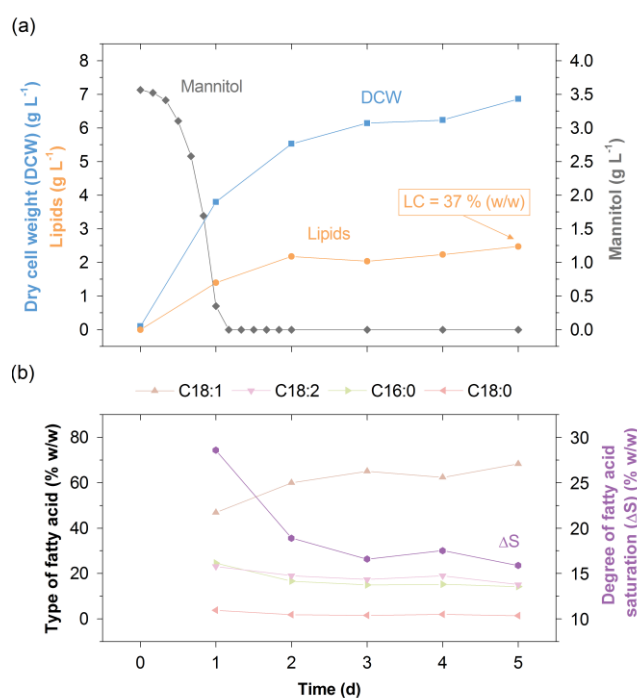 (a)
Dry cell weight (DCW) (g L⁻¹)
Lipids (g L⁻¹)
8
7
6
5
4
3
2
1
0
Mannitol
DCW
LC = 37 % (w/w)
Lipids
4.0
3.5
3.0
2.5
2.0
1.5
1.0
0.5
0.0
Mannitol (g L⁻¹)
(b)
C18:1 C18:2 C16:0 C18:0
Type of fatty acid (% w/w)
80
60
40
20
0
ΔS
30
25
20
15
10
Degree of fatty acid
saturation (ΔS) (% w/w)
0 1 2 3 4 5
Time (d)